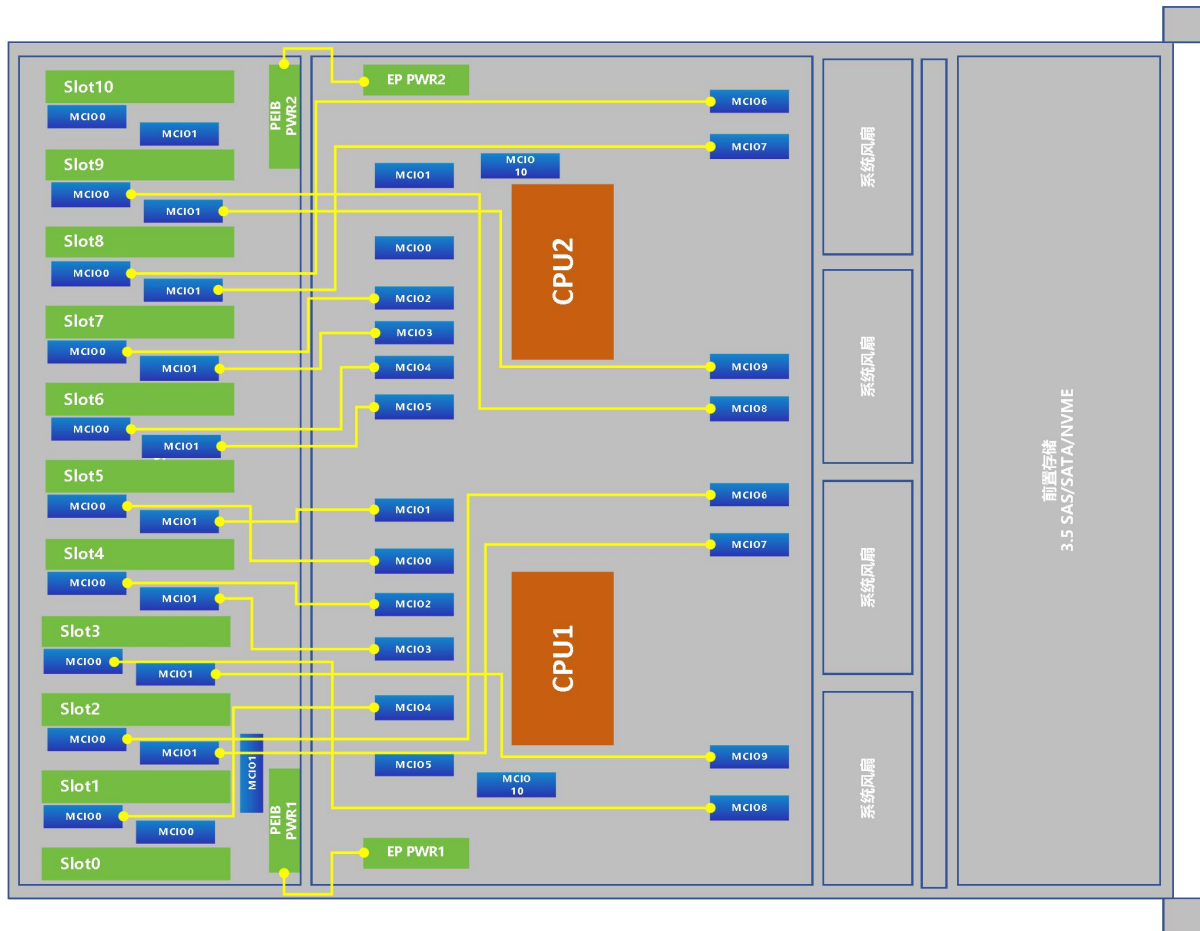 Slot10
MCIO0
MCIO1
Slot9
MCIO0
MCIO1
Slot8
MCIO0
MCIO1
Slot7
MCIO0
MCIO1
Slot6
MCIO0
MCIO1
Slot5
MCIO0
MCIO1
Slot4
MCIO0
MCIO1
Slot3
MCIO0
MCIO1
Slot2
MCIO0
MCIO1
Slot1
MCIO0
MCIO0
Slot0
MCIO1
PEIB
PWR2
PEIB
PWR1
EP PWR2
MCIO1
MCIO
10
MCIO0
MCIO2
MCIO3
MCIO4
MCIO5
CPU2
MCIO6
MCIO7
MCIO9
MCIO8
MCIO1
MCIO0
MCIO2
MCIO3
MCIO4
MCIO5
MCIO
10
CPU1
EP PWR1
MCIO6
MCIO7
MCIO9
MCIO8
系统风扇
系统风扇
系统风扇
系统风扇
前置存储
3.5 SAS/SATA/NVME